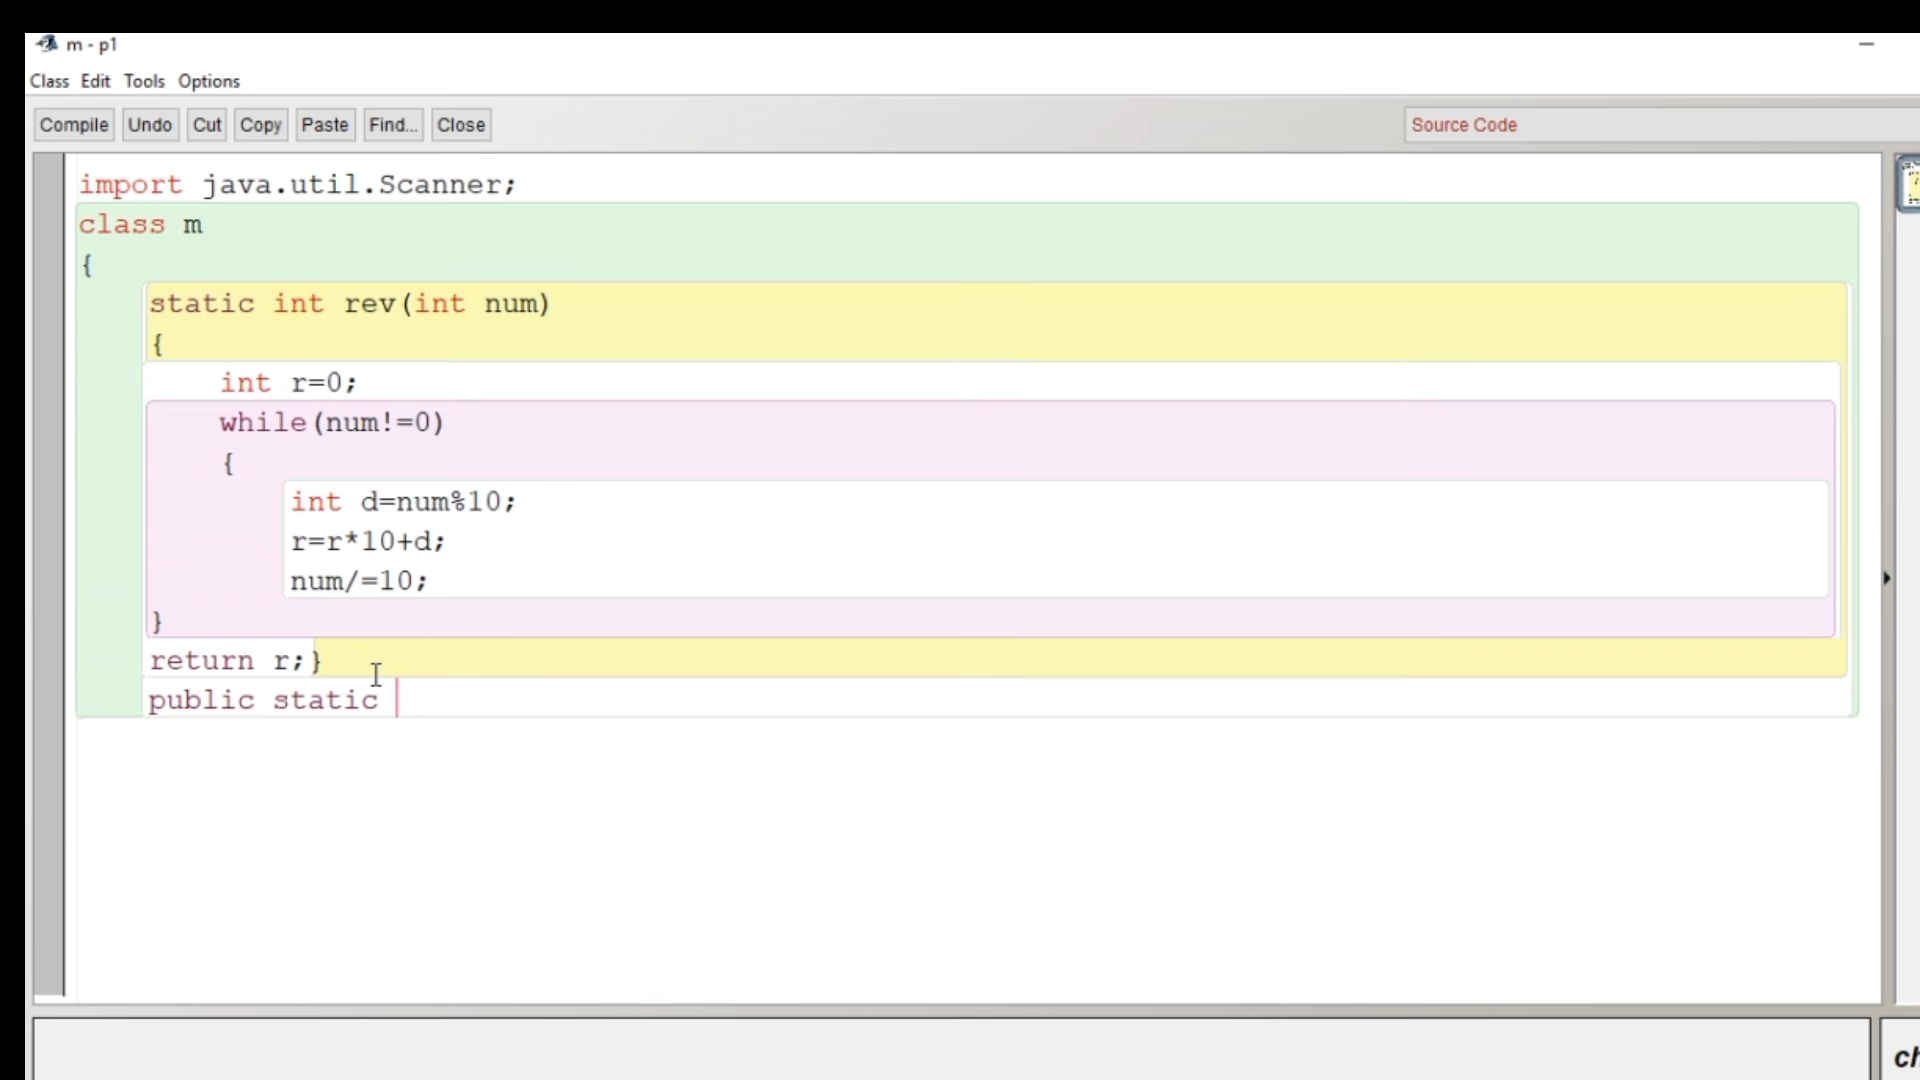 m - p1
Class Edit Tools Options
Compile Undo Cut Copy Paste Find... Close Source Code
import java.util.Scanner;
class m
{
static int rev(int num)
{
int r=0;
while(num!=0)
{
int d=num%10;
r=r*10+d;
num/=10;
}
return r;}
public static
ch